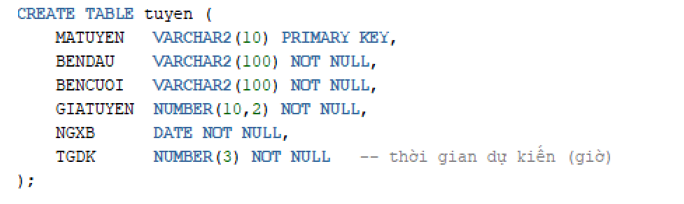 CREATE TABLE tuyen (
    MATUYEN   VARCHAR2(10) PRIMARY KEY,
    BENDAU    VARCHAR2(100) NOT NULL,
    BENCUOI   VARCHAR2(100) NOT NULL,
    GIATUYEN  NUMBER(10,2) NOT NULL,
    NGXB      DATE NOT NULL,
    TGDK      NUMBER(3) NOT NULL   -- thời gian dự kiến (giờ)
);